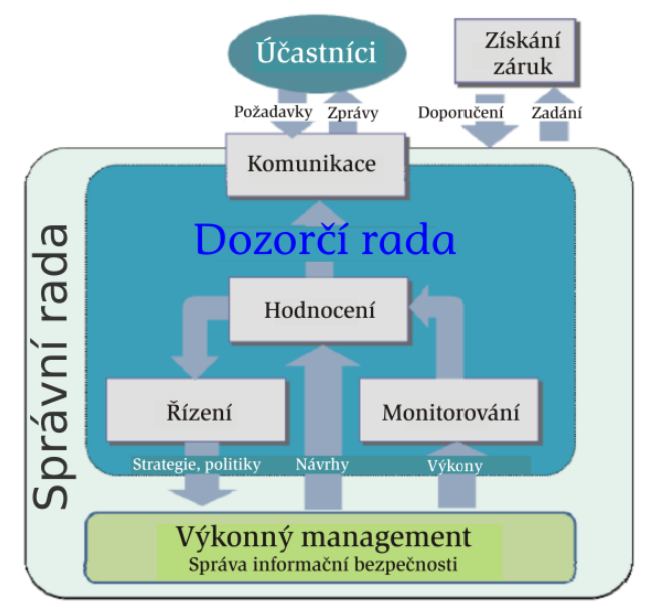 Účastníci
Získání
záruk
Požadavky
Zprávy
Doporučení
Zadání
Komunikace
Správní rada
Dozorčí rada
Hodnocení
Řízení
Monitorování
Strategie, politiky
Návrhy
Výkony
Výkonný management
Správa informační bezpečnosti